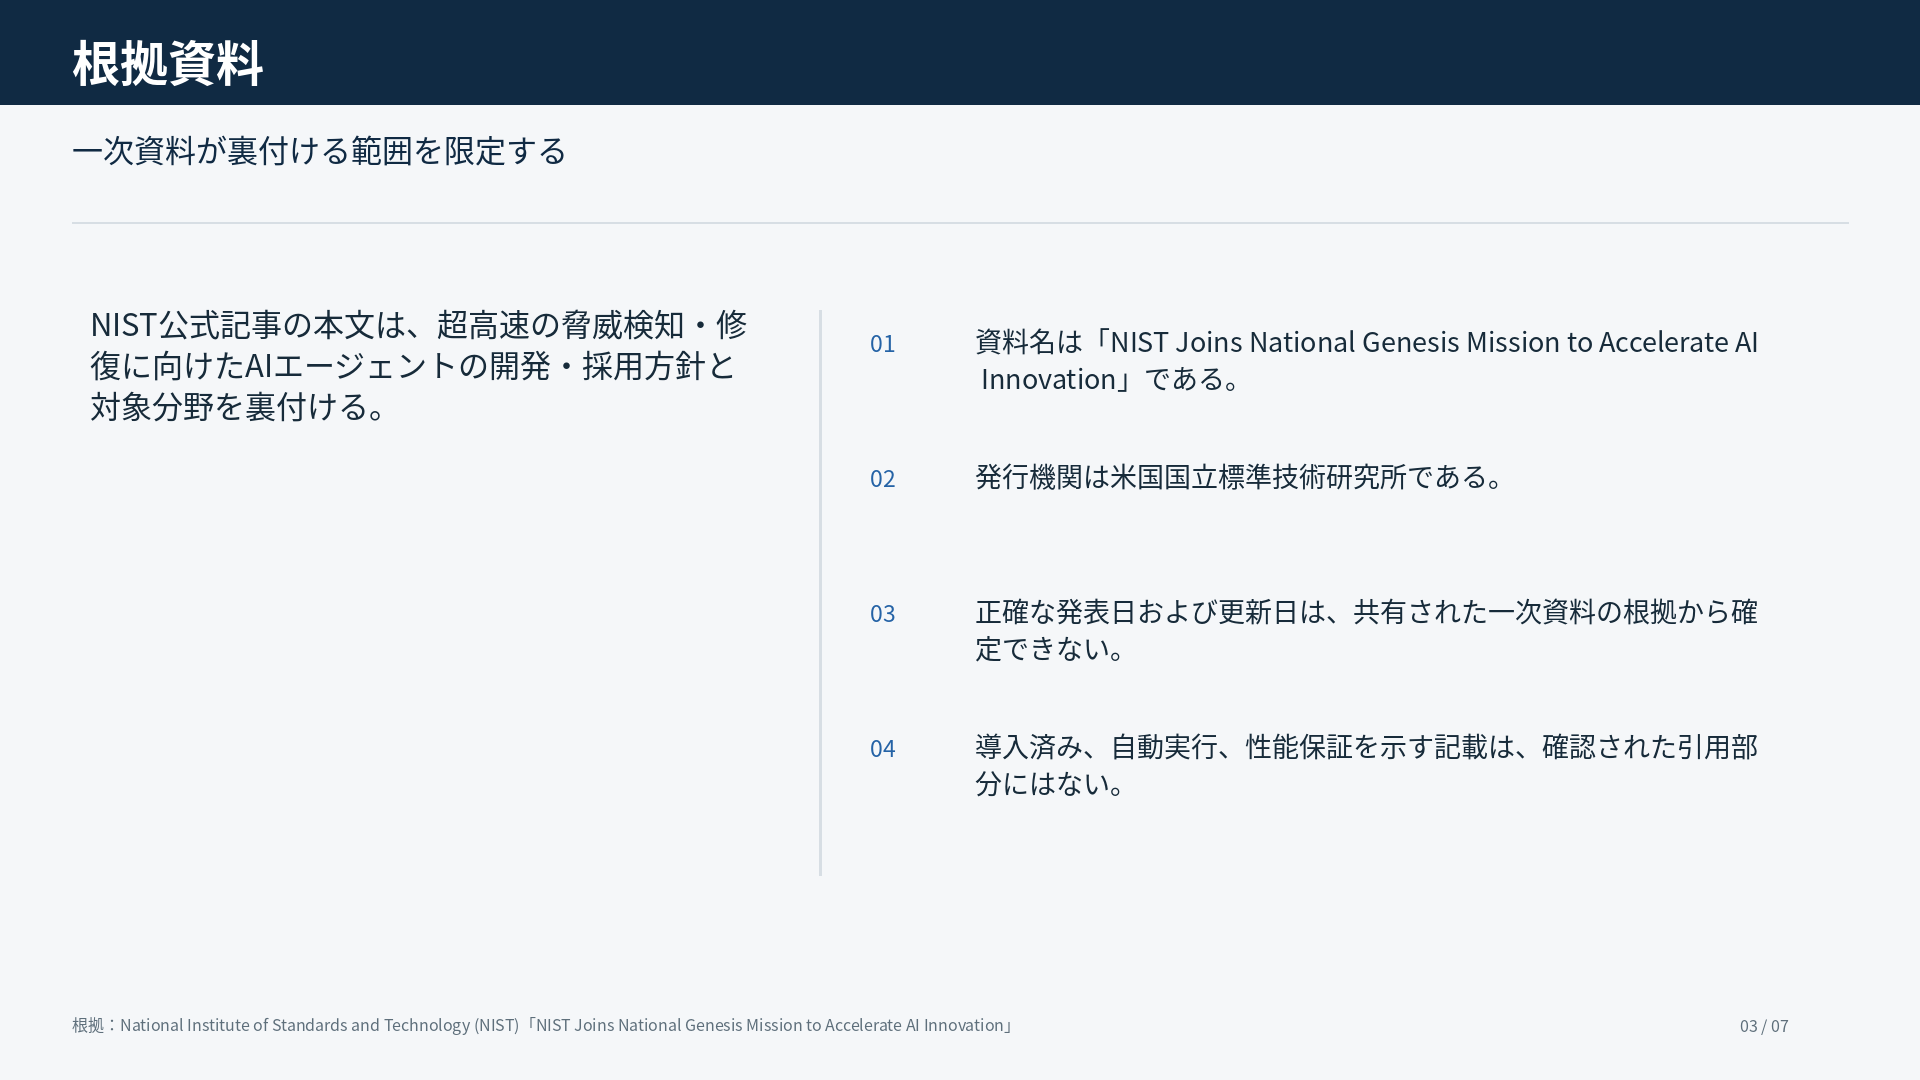 根拠資料
一次資料が裏付ける範囲を限定する
NIST公式記事の本文は、超高速の脅威検知・修
復に向けたAIエージェントの開発・採用方針と
対象分野を裏付ける。
01
資料名は「NIST Joins National Genesis Mission to Accelerate AI
Innovation」である。
02
発行機関は米国国立標準技術研究所である。
03
正確な発表日および更新日は、共有された一次資料の根拠から確
定できない。
04
導入済み、自動実行、性能保証を示す記載は、確認された引用部
分にはない。
根拠：National Institute of Standards and Technology (NIST)「NIST Joins National Genesis Mission to Accelerate AI Innovation」
03 / 07